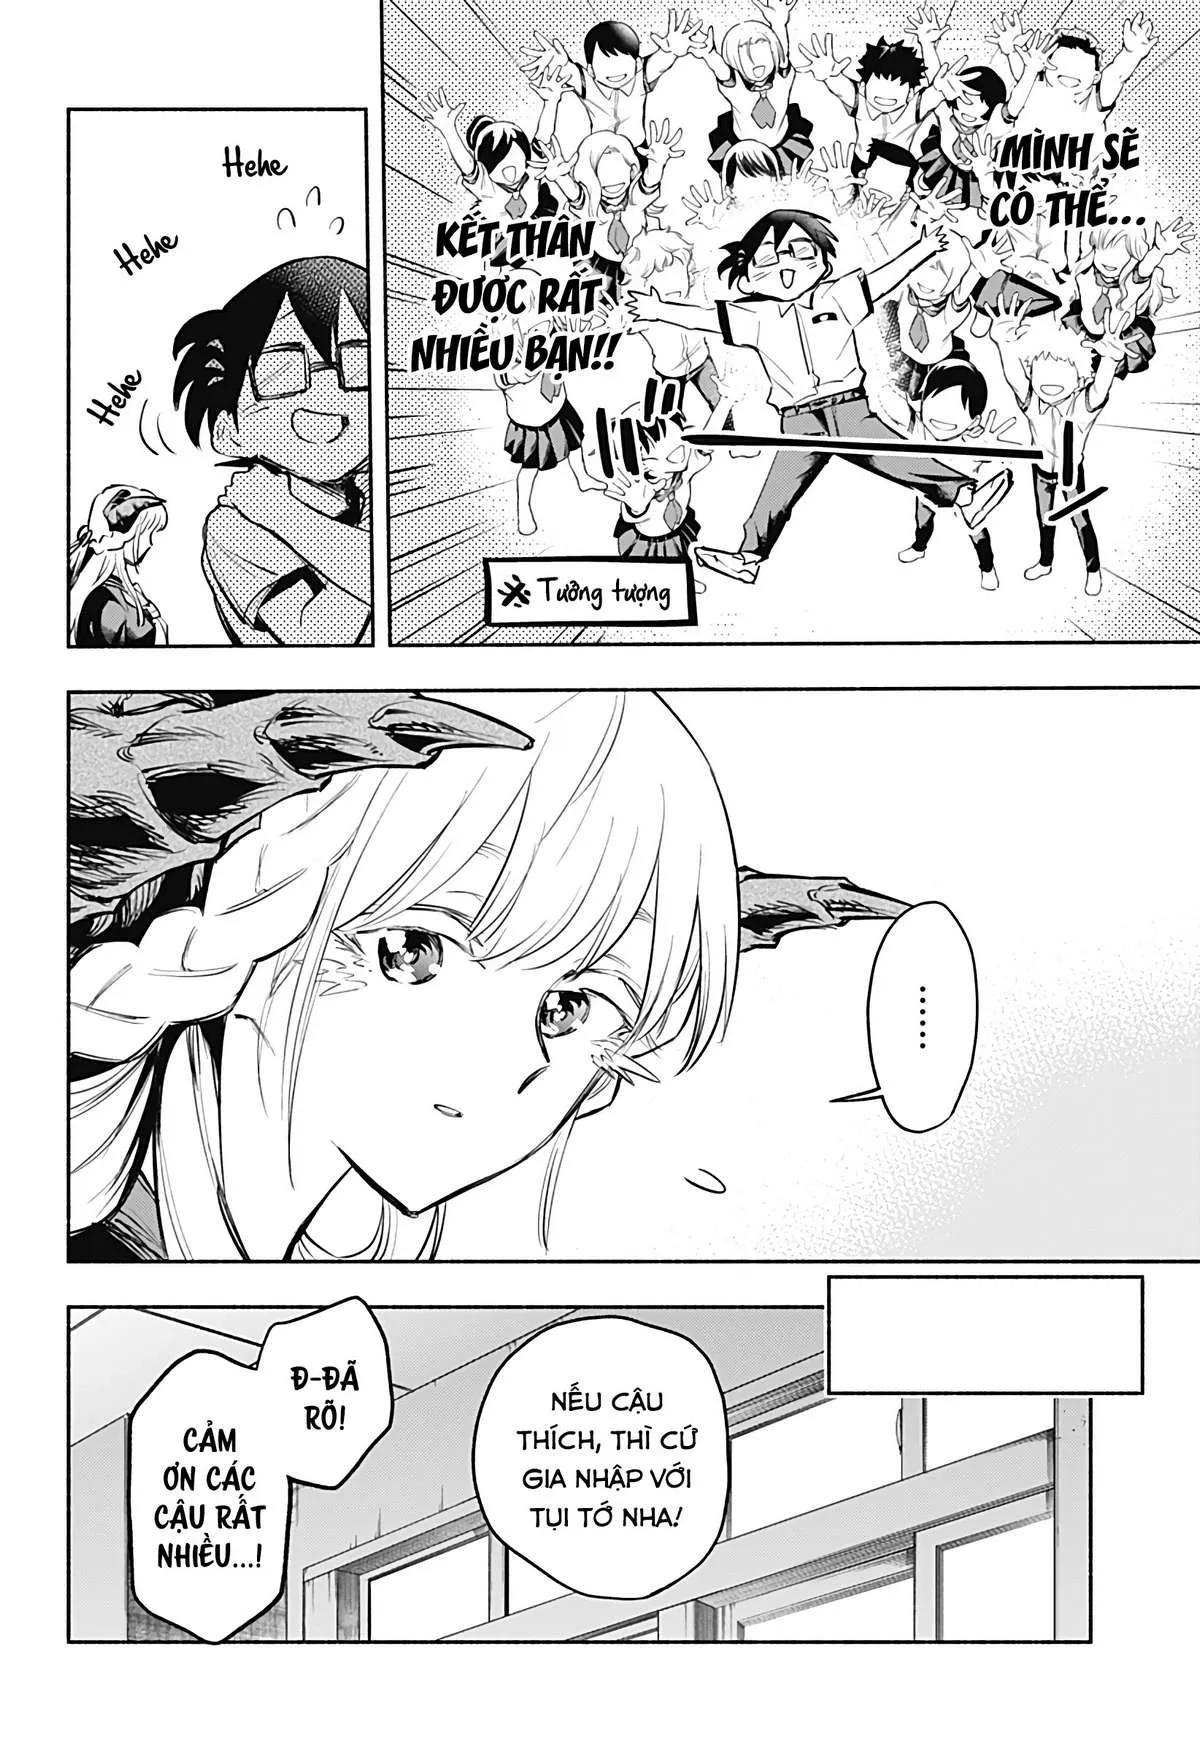 MÌNH SẼ
CÓ THỂ...
KẾT THÂN
ĐƯỢC RẤT
NHIỀU BẠN!!
※ Tưởng tượng
Hehe
Hehe
Hehe
......
NẾU CẬU
THÍCH, THÌ CỨ
GIA NHẬP VỚI
TỤI TỚ NHA!
Đ-ĐÃ
RÕ!
CẢM
ƠN CÁC
CẬU RẤT
NHIỀU...!